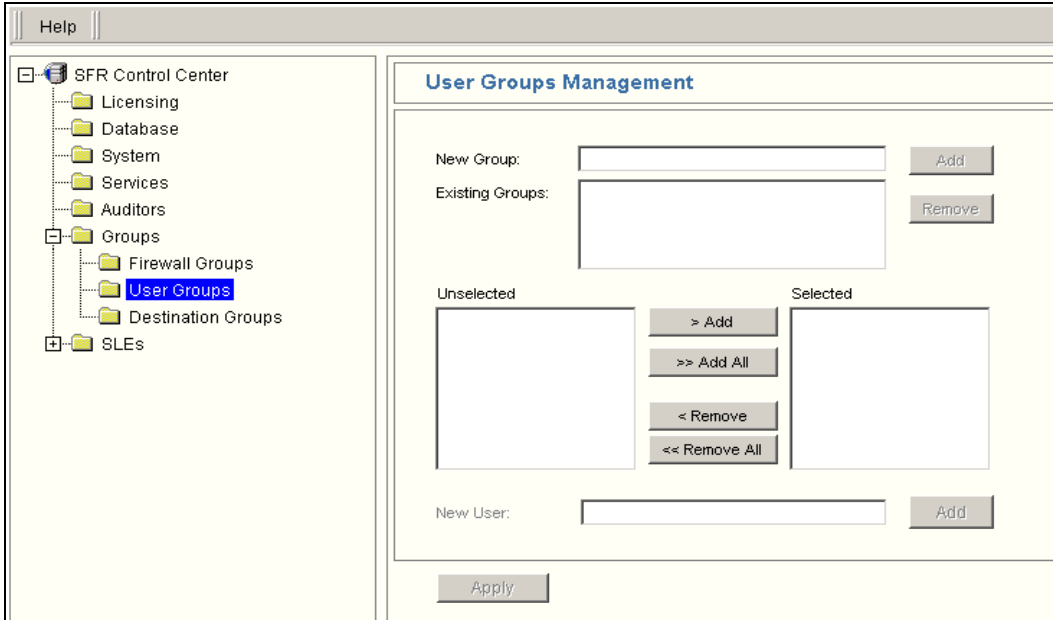 Help
SFR Control Center
Licensing
Database
System
Services
Auditors
Groups
Firewall Groups
User Groups
Destination Groups
SLEs
User Groups Management
New Group:
Add
Existing Groups:
Remove
Unselected
Selected
> Add
>> Add All
< Remove
<< Remove All
New User:
Add
Apply